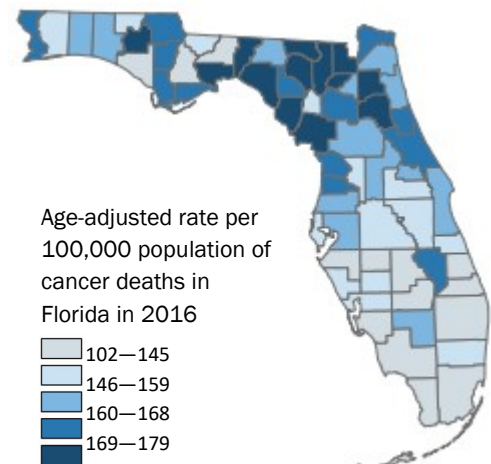 Age-adjusted rate per
100,000 population of
cancer deaths in
Florida in 2016
102—145
146—159
160—168
169—179